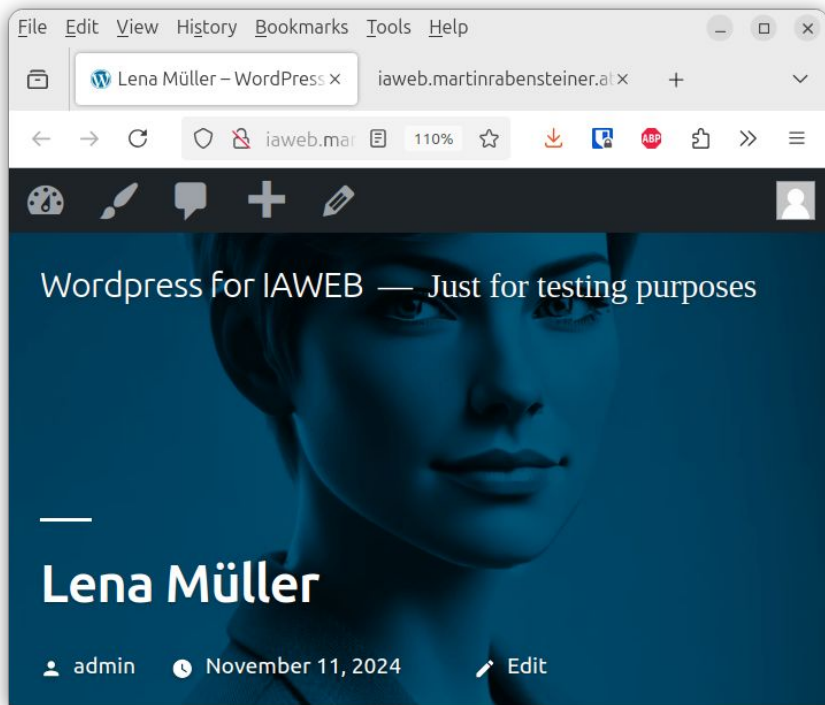 File Edit View History Bookmarks Tools Help
Lena Müller – WordPress iaweb.martinrabensteiner.at
iaweb.mar 110% ABP
Wordpress for IAWEB — Just for testing purposes
Lena Müller
admin November 11, 2024 Edit